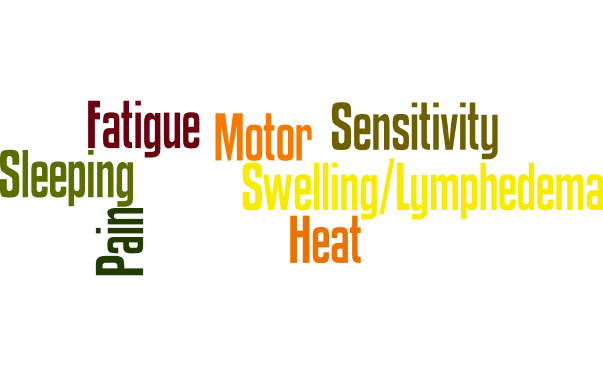 Fatigue
Motor
Sensitivity
Sleeping
Swelling/Lymphedema
Pain
Heat